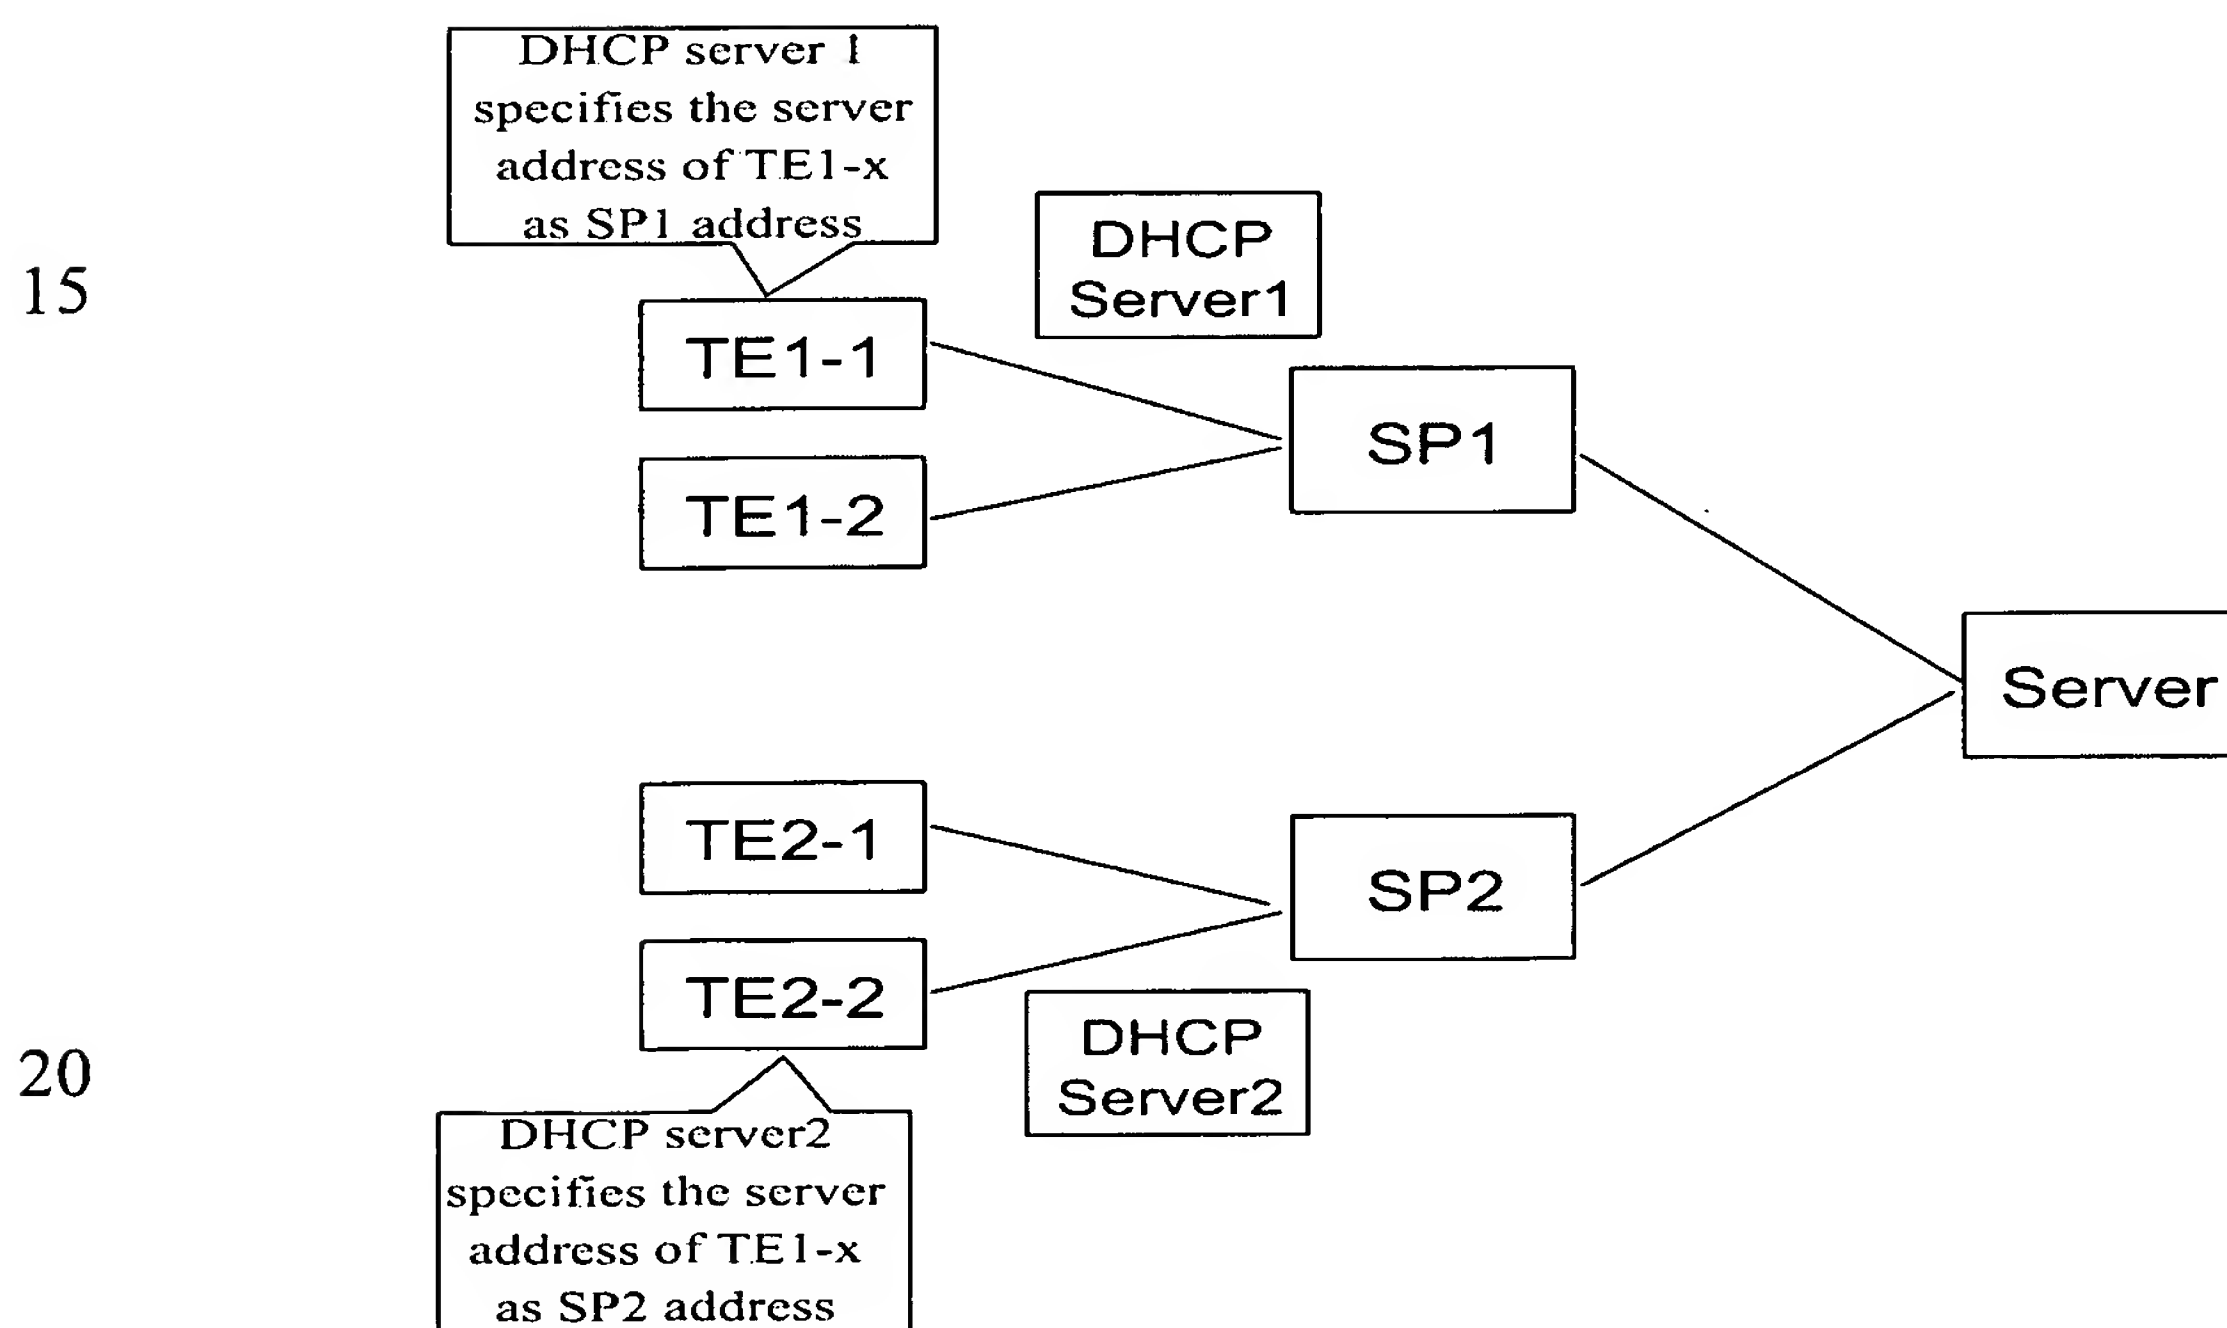 DHCP server 1
specifies the server
address of TE1-x
as SP1 address
DHCP
Server1
15
TE1-1
SP1
TE1-2
Server
TE2-1
SP2
TE2-2
DHCP
Server2
20
DHCP server2
specifies the server
address of TE1-x
as SP2 address